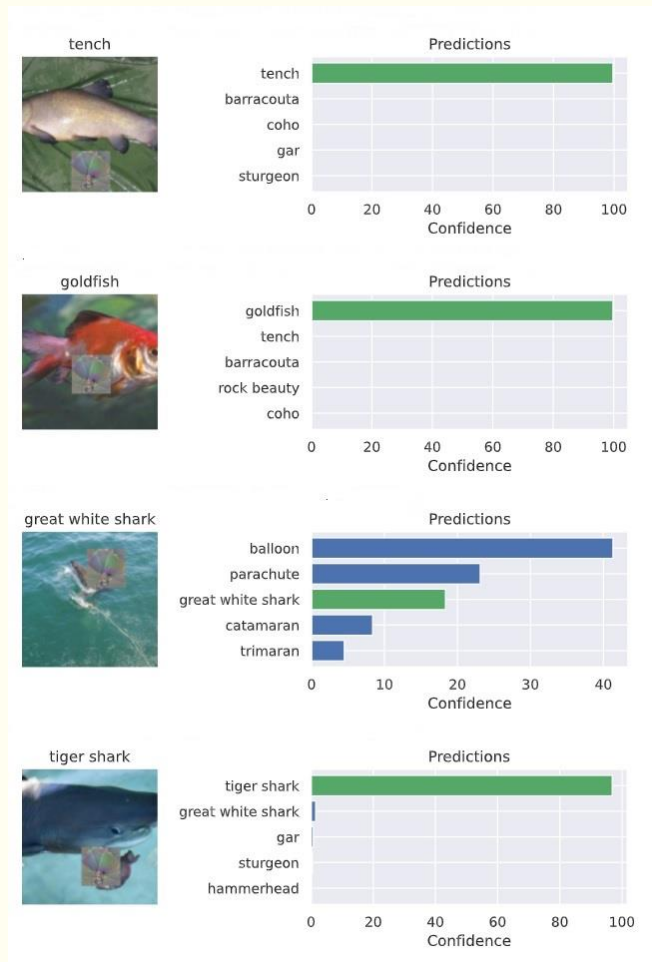 tench
Predictions
tench
barracouta
coho
gar
sturgeon
0 20 40 60 80 100
Confidence
goldfish
Predictions
goldfish
tench
barracouta
rock beauty
coho
0 20 40 60 80 100
Confidence
great white shark
Predictions
balloon
parachute
great white shark
catamaran
trimaran
0 10 20 30 40
Confidence
tiger shark
Predictions
tiger shark
great white shark
gar
sturgeon
hammerhead
0 20 40 60 80 100
Confidence